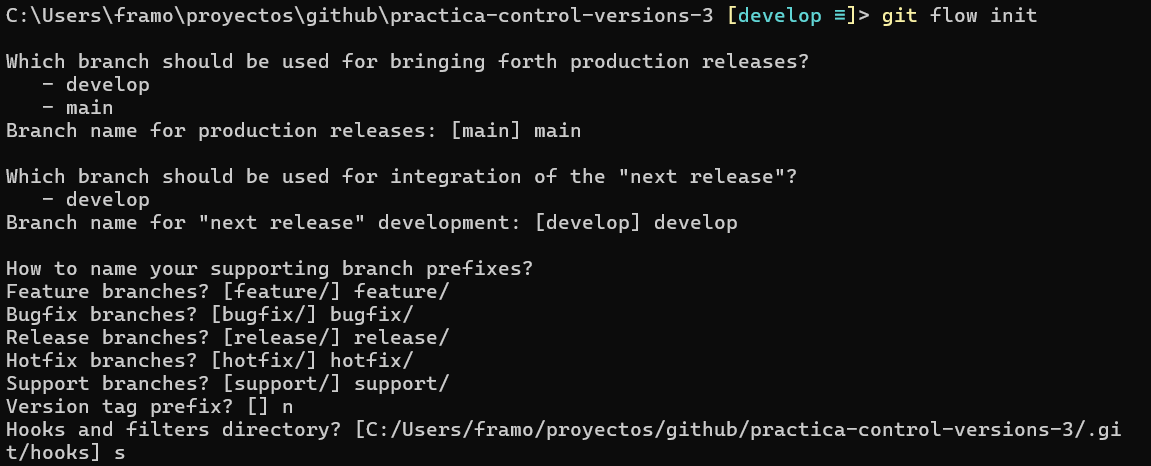 C:\Users\framo\proyectos\github\practica-control-versions-3 [develop ≡]> git flow init
Which branch should be used for bringing forth production releases?
   - develop
   - main
Branch name for production releases: [main] main
Which branch should be used for integration of the "next release"?
   - develop
Branch name for "next release" development: [develop] develop
How to name your supporting branch prefixes?
Feature branches? [feature/] feature/
Bugfix branches? [bugfix/] bugfix/
Release branches? [release/] release/
Hotfix branches? [hotfix/] hotfix/
Support branches? [support/] support/
Version tag prefix? [] n
Hooks and filters directory? [C:/Users/framo/proyectos/github/practica-control-versions-3/.gi
t/hooks] s